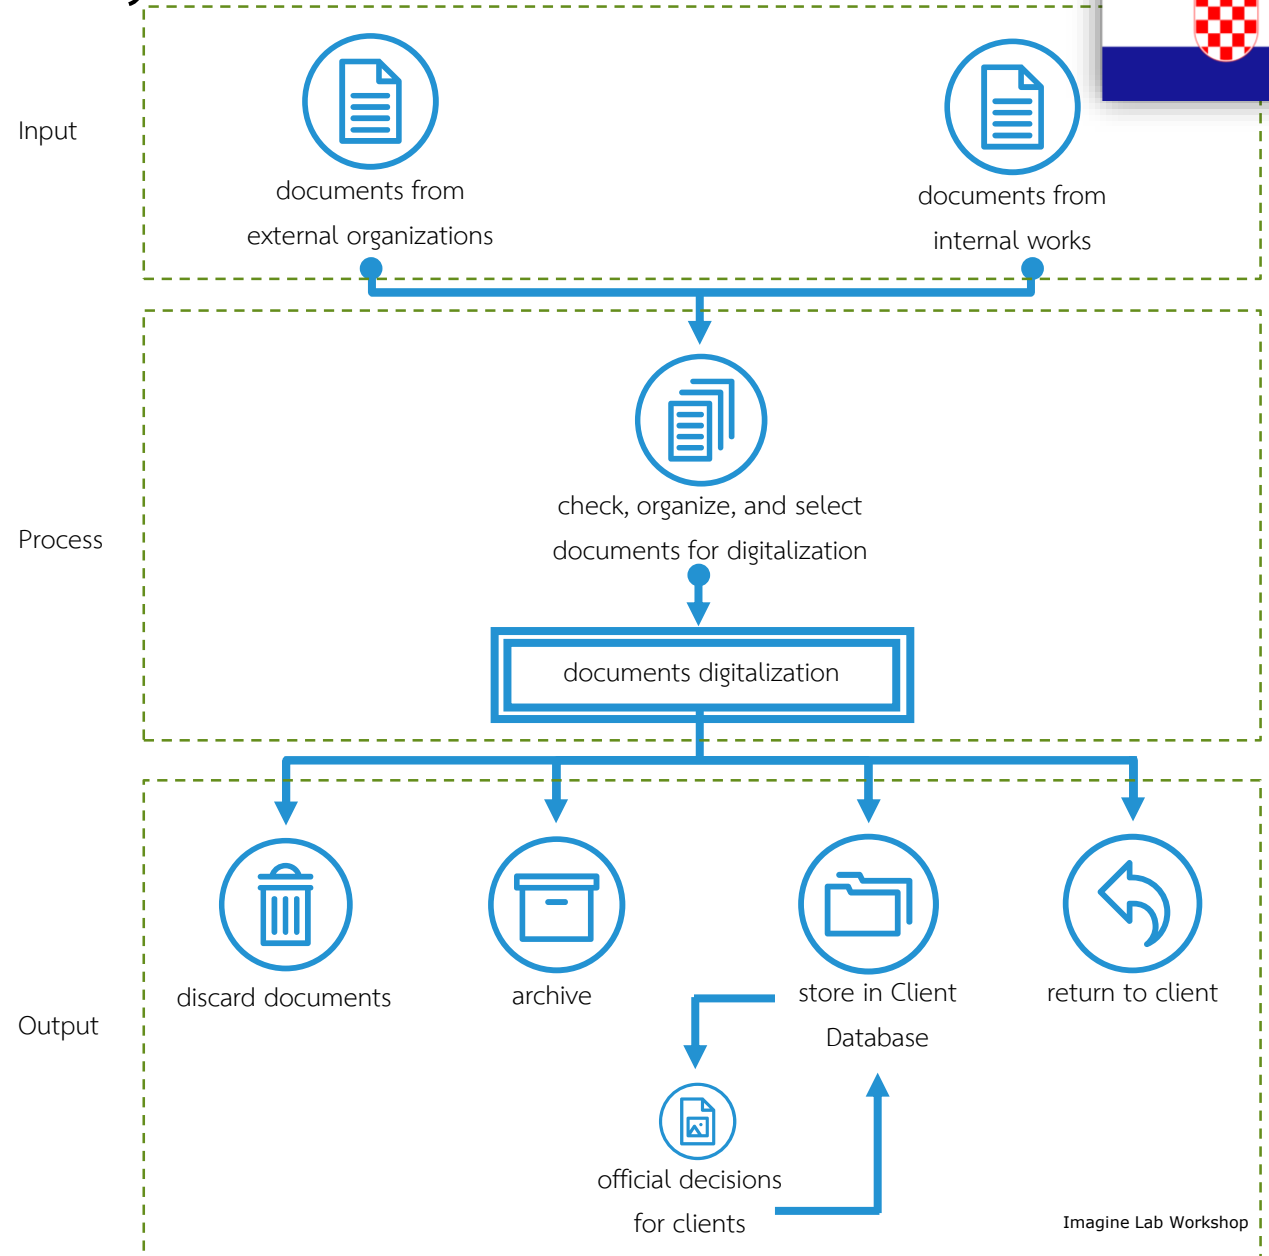 Input
documents from
external organizations
documents from
internal works
Process
check, organize, and select
documents for digitalization
documents digitalization
Output
discard documents
archive
store in Client
Database
return to client
official decisions
for clients
Imagine Lab Workshop